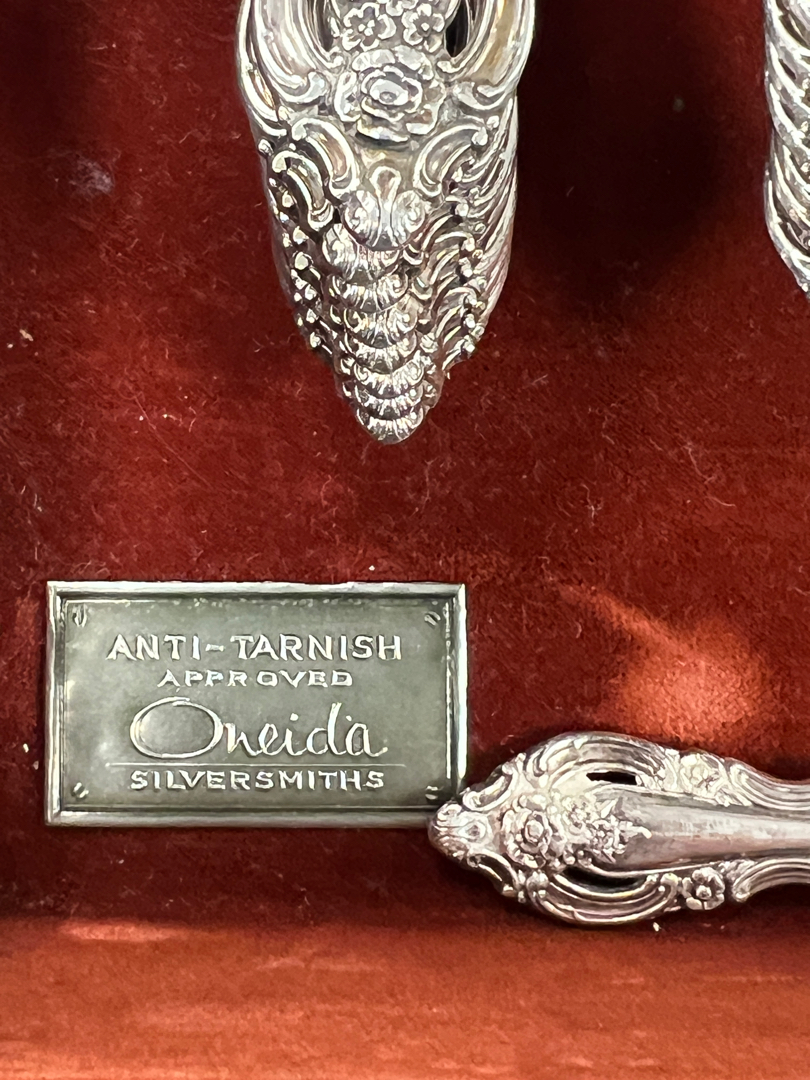 ANTI-TARNISH
APPROVED
Oneida
SILVERSMITHS